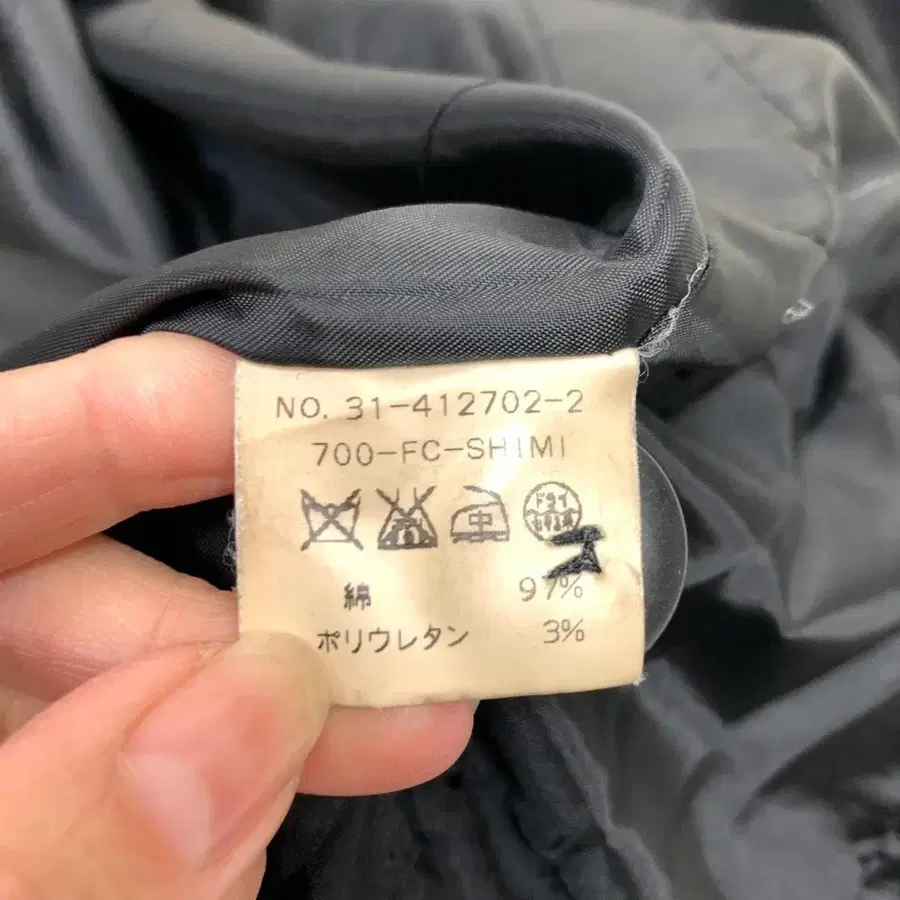 NO. 31-412702-2
700-FC-SHIMI
中 ドライ
綿 97%
ポリウレタン 3%